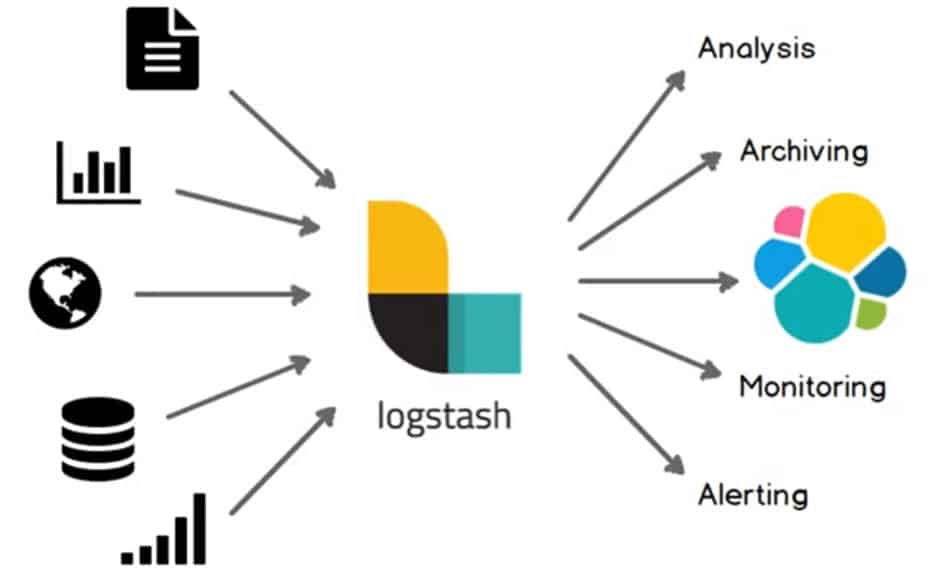 Analysis
Archiving
logstash
Monitoring
Alerting